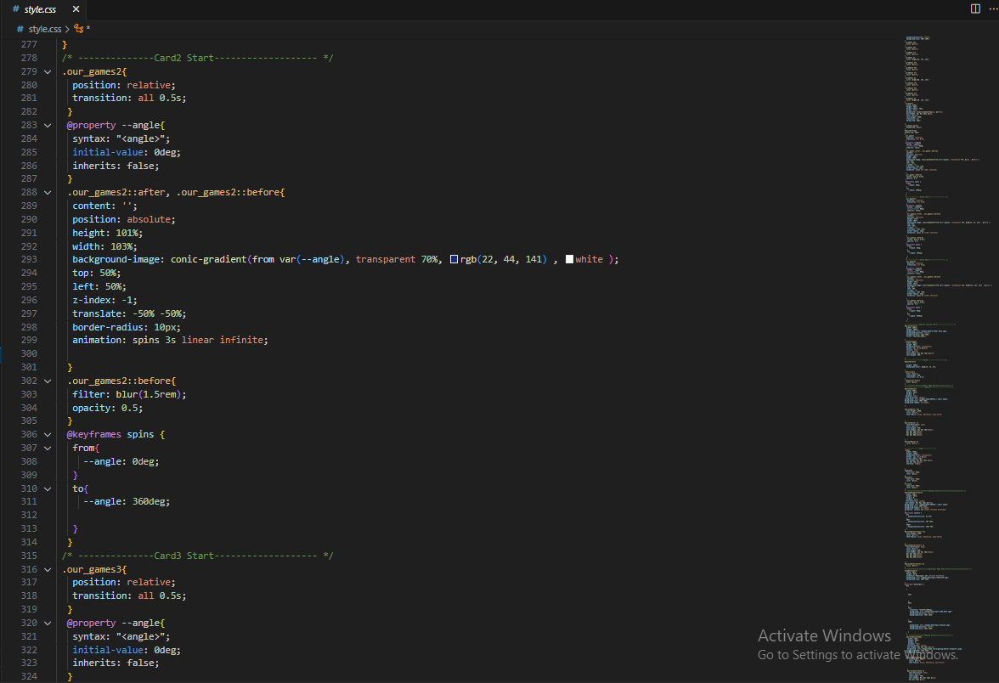 # style.css ×
# style.css > *
277 }
278 /* --------------Card2 Start------------------- */
279 .our_games2{
280 position: relative;
281 transition: all 0.5s;
282 }
283 @property --angle{
284 syntax: "<angle>";
285 initial-value: 0deg;
286 inherits: false;
287 }
288 .our_games2::after, .our_games2::before{
289 content: '';
290 position: absolute;
291 height: 101%;
292 width: 103%;
293 background-image: conic-gradient(from var(--angle), transparent 70%, rgb(22, 44, 141) , white );
294 top: 50%;
295 left: 50%;
296 z-index: -1;
297 translate: -50% -50%;
298 border-radius: 10px;
299 animation: spins 3s linear infinite;
300
301 }
302 .our_games2::before{
303 filter: blur(1.5rem);
304 opacity: 0.5;
305 }
306 @keyframes spins {
307 from{
308 --angle: 0deg;
309 }
310 to{
311 --angle: 360deg;
312
313 }
314 }
315 /* --------------Card3 Start------------------- */
316 .our_games3{
317 position: relative;
318 transition: all 0.5s;
319 }
320 @property --angle{
321 syntax: "<angle>";
322 initial-value: 0deg;
323 inherits: false;
324 }
Activate Windows
Go to Settings to activate Windows.